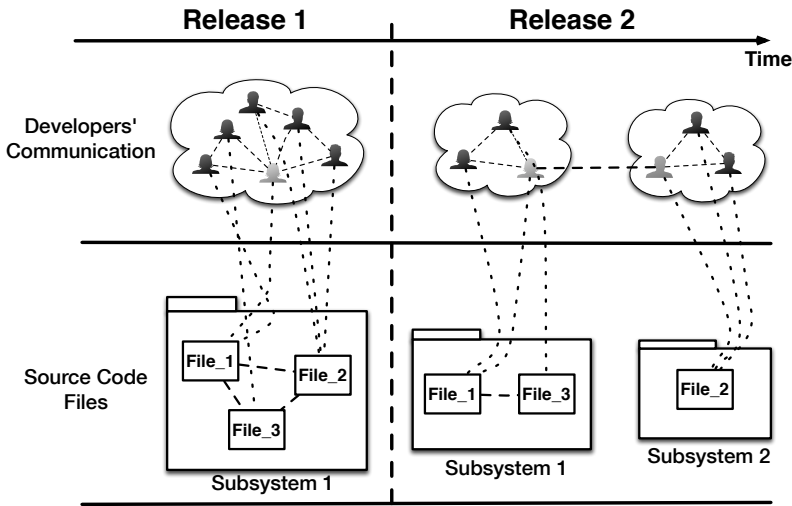 Release 1
Release 2
Time
Developers'
Communication
Source Code
Files
File_1
File_2
File_3
Subsystem 1
File_1
File_3
Subsystem 1
File_2
Subsystem 2